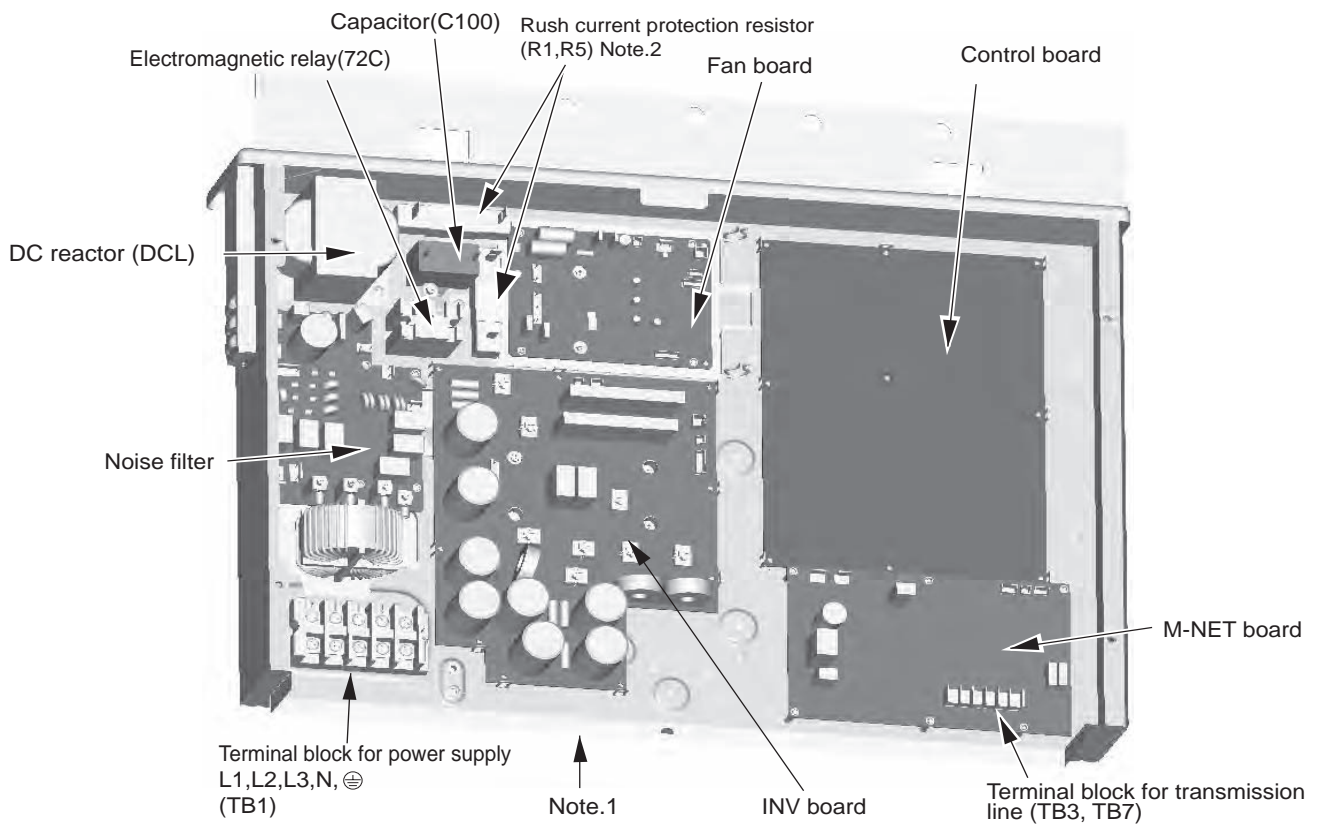 Capacitor(C100)
Rush current protection resistor
(R1,R5) Note.2
Electromagnetic relay(72C)
Fan board
Control board
DC reactor (DCL)
Noise filter
M-NET board
Terminal block for power supply
L1,L2,L3,N, ⏚
(TB1)
Note.1
INV board
Terminal block for transmission
line (TB3, TB7)